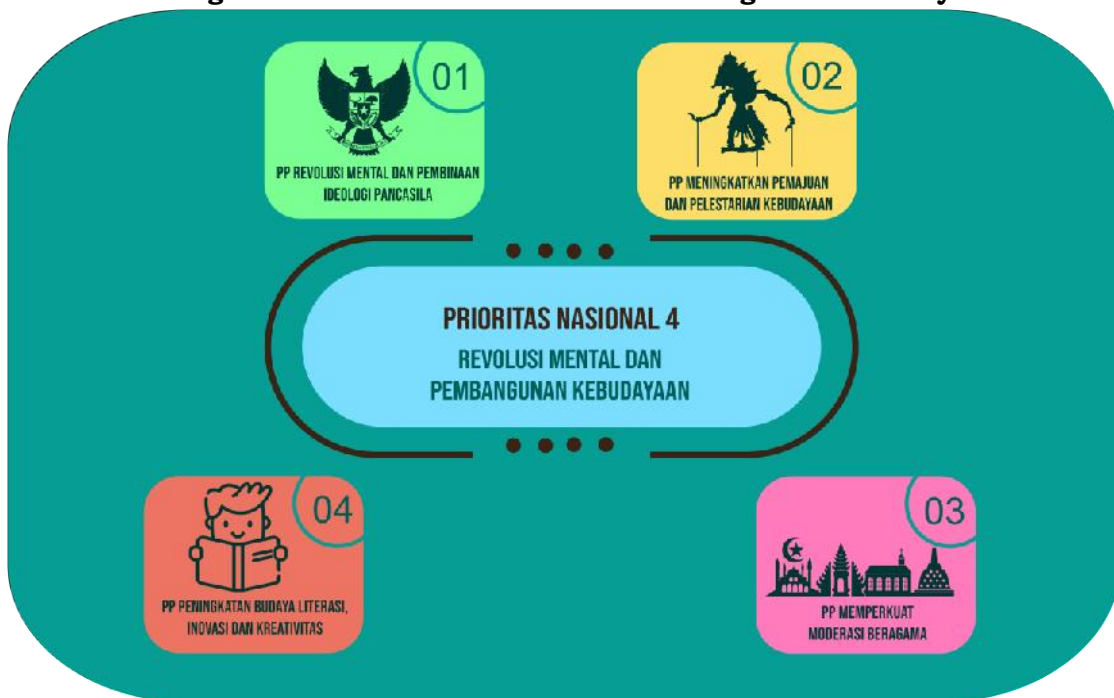 01
PP REVOLUSI MENTAL DAN PEMBINAAN
IDEOLOGI PANCASILA
02
PP MENINGKATKAN PEMAJUAN
DAN PELESTARIAN KEBUDAYAAN
PRIORITAS NASIONAL 4
REVOLUSI MENTAL DAN
PEMBANGUNAN KEBUDAYAAN
04
PP PENINGKATAN BUDAYA LITERASI,
INOVASI DAN KREATIVITAS
03
PP MEMPERKUAT
MODERASI BERAGAMA